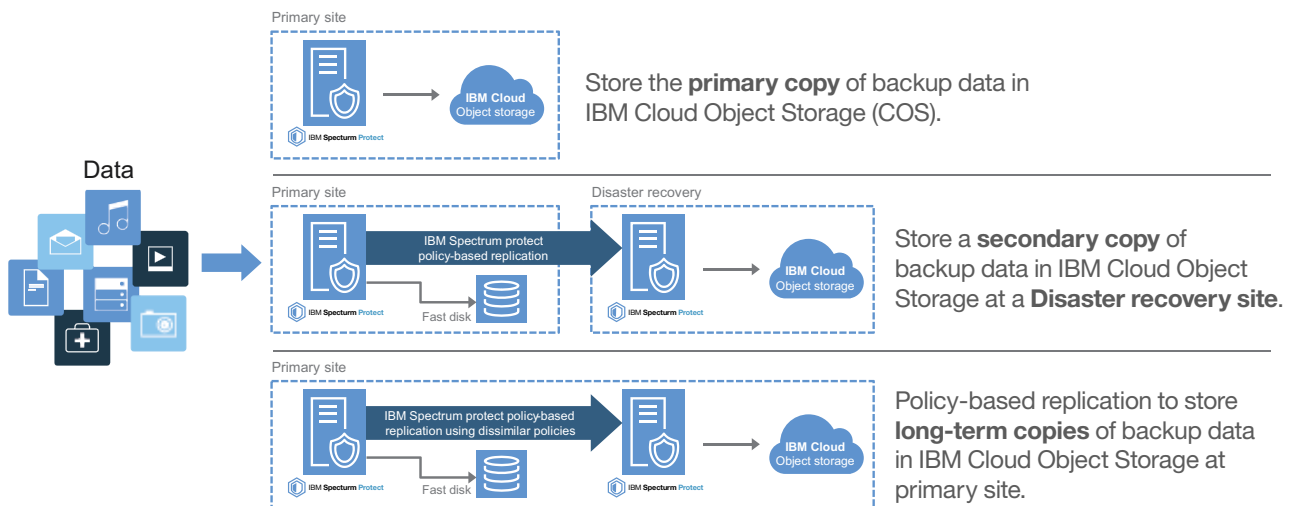 Data
Primary site
IBM Specturm Protect
IBM Cloud
Object storage
Store the primary copy of backup data in
IBM Cloud Object Storage (COS).
Primary site
IBM Spectrum protect
policy-based replication
Fast disk
IBM Specturm Protect
Disaster recovery
IBM Specturm Protect
IBM Cloud
Object storage
Store a secondary copy of
backup data in IBM Cloud Object
Storage at a Disaster recovery site.
Primary site
IBM Spectrum protect policy-based
replication using dissimilar policies
Fast disk
IBM Specturm Protect
IBM Specturm Protect
IBM Cloud
Object storage
Policy-based replication to store
long-term copies of backup data
in IBM Cloud Object Storage at
primary site.